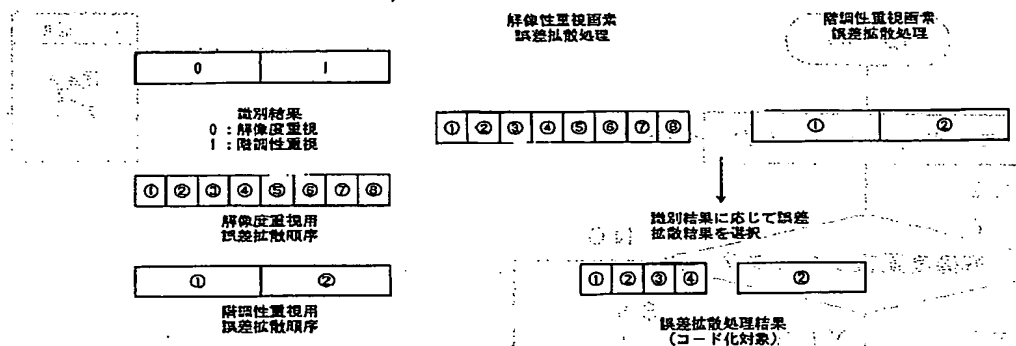 0 1
識別結果
0：解像度重視
1：階調性重視
① ② ③ ④ ⑤ ⑥ ⑦ ⑧
解像度重視用
誤差拡散順序
① ②
階調性重視用
誤差拡散順序
解像性重視画素
誤差拡散処理
階調性重視画素
誤差拡散処理
① ② ③ ④ ⑤ ⑥ ⑦ ⑧
① ②
識別結果に応じて誤差
拡散結果を選択
① ② ③ ④
②
誤差拡散処理結果
（コード化対象）